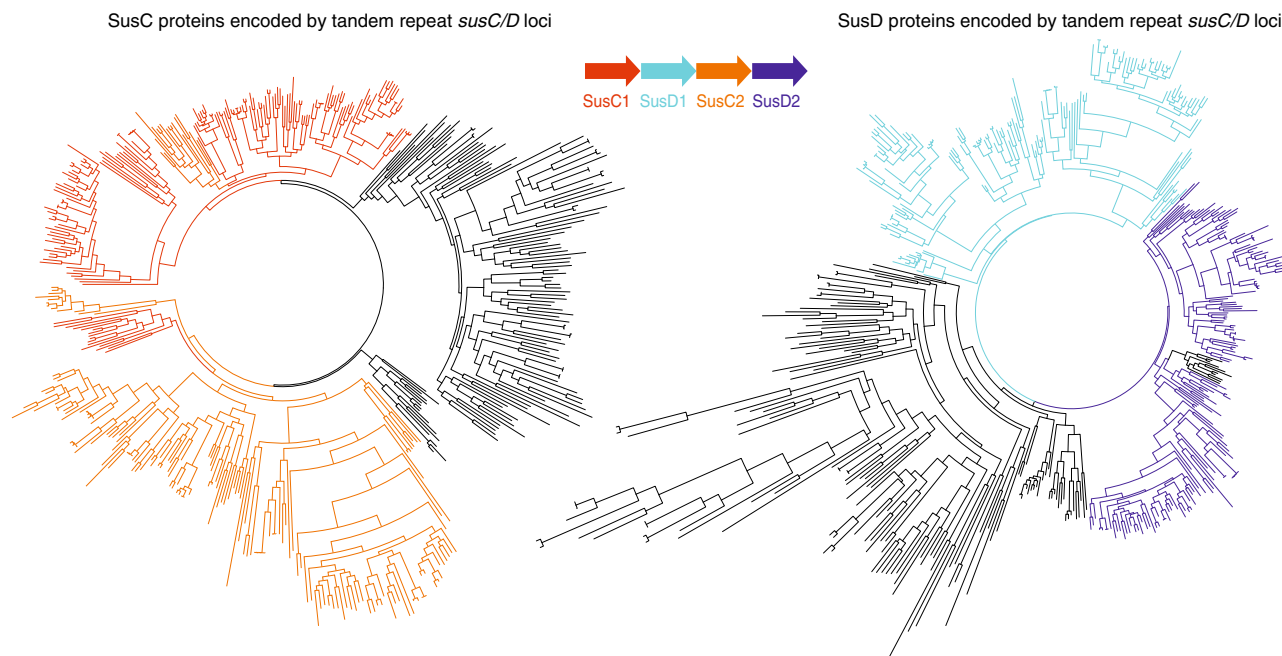 SusC proteins encoded by tandem repeat susC/D loci
SusD proteins encoded by tandem repeat susC/D loci
SusC1 SusD1 SusC2 SusD2